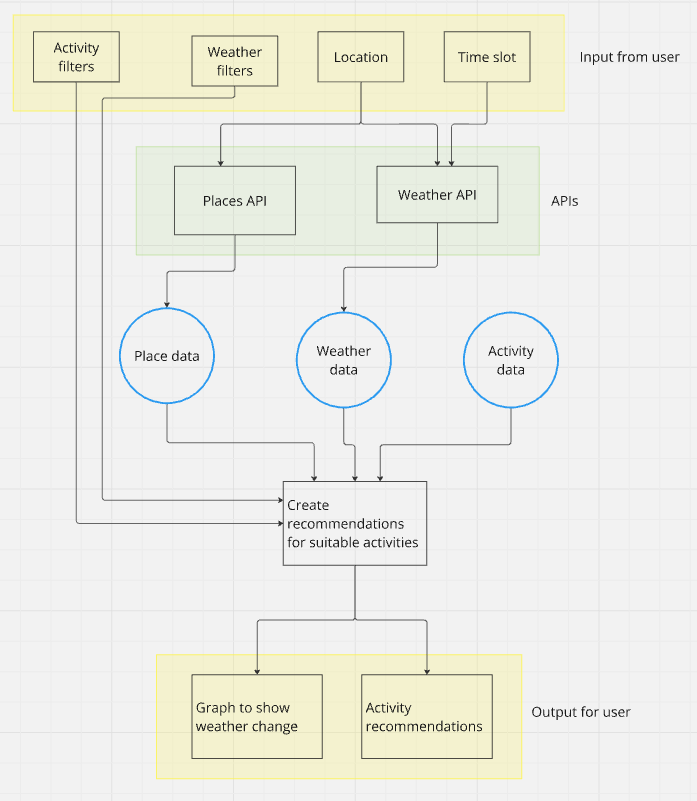 Activity
filters
Weather
filters
Location
Time slot
Input from user
Places API
Weather API
APIs
Place data
Weather
data
Activity
data
Create
recommendations
for suitable activities
Graph to show
weather change
Activity
recommendations
Output for user